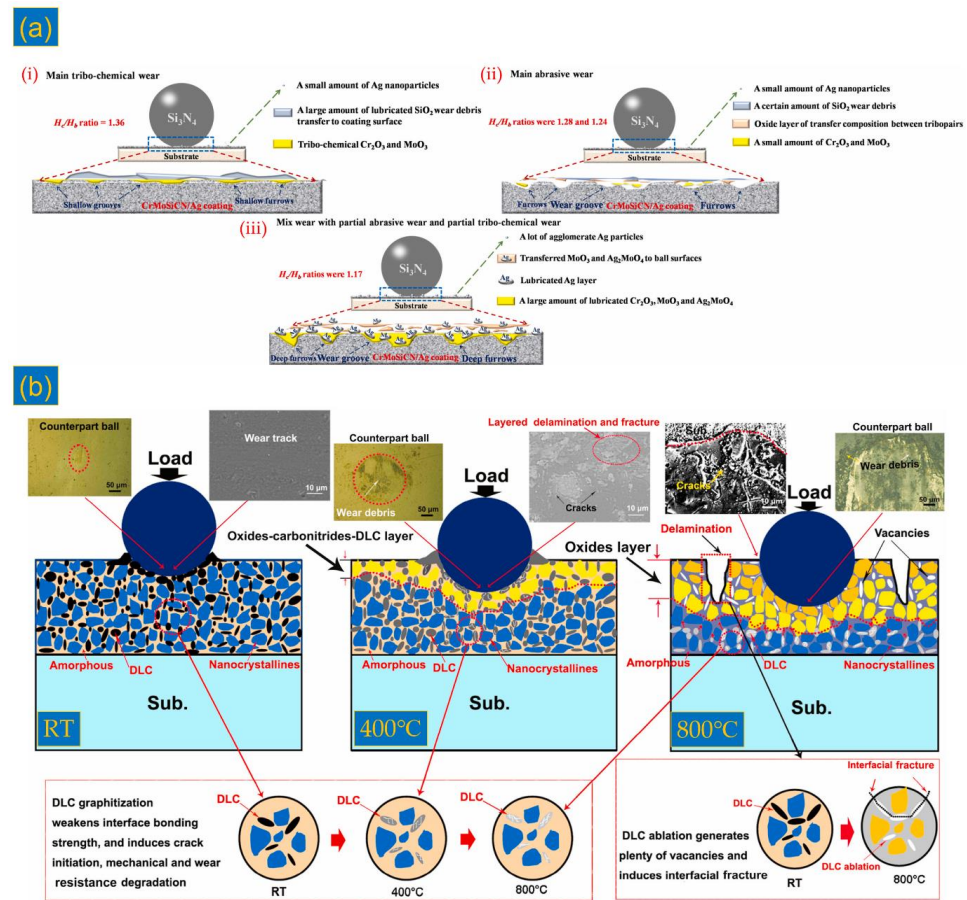 (a)
(i) Main tribo-chemical wear
Si3N4
Hc/Hb ratio = 1.36
Substrate
A small amount of Ag nanoparticles
A large amount of lubricated SiO2 wear debris
transfer to coating surface
Tribo-chemical Cr2O3 and MoO3
Shallow grooves
CrMoSiCN/Ag coating
Shallow furrows
(ii) Main abrasive wear
Si3N4
Hc/Hb ratios were 1.28 and 1.24
Substrate
A small amount of Ag nanoparticles
A certain amount of SiO2 wear debris
Oxide layer of transfer composition between tribopairs
A small amount of Cr2O3 and MoO3
Furrows Wear groove CrMoSiCN/Ag coating Furrows
(iii) Mix wear with partial abrasive wear and partial tribo-chemical wear
Si3N4
Hc/Hb ratios were 1.17
Substrate
A lot of agglomerate Ag particles
Transferred MoO3 and Ag2MoO4 to ball surfaces
Ag Lubricated Ag layer
A large amount of lubricated Cr2O3, MoO3 and Ag2MoO4
Deep furrows Wear groove CrMoSiCN/Ag coating Deep furrows
(b)
50 μm
Wear track
10 μm
Load
Counterpart ball
Wear debris
50 μm
Layered delamination and fracture
Cracks
10 μm
Load
Oxides-carbonitrides-DLC layer
Sub.
Cracks
10 μm
Counterpart ball
Wear debris
50 μm
Load
Delamination
Vacancies
Oxides layer
Amorphous DLC Nanocrystallines
Sub.
RT
Amorphous DLC Nanocrystallines
Sub.
400°C
Amorphous DLC Nanocrystallines
Sub.
800°C
DLC graphitization
weakens interface bonding
strength, and induces crack
initiation, mechanical and wear
resistance degradation
DLC
RT
DLC
400°C
DLC
800°C
DLC ablation generates
plenty of vacancies and
induces interfacial fracture
DLC
RT
Interfacial fracture
DLC ablation
800°C